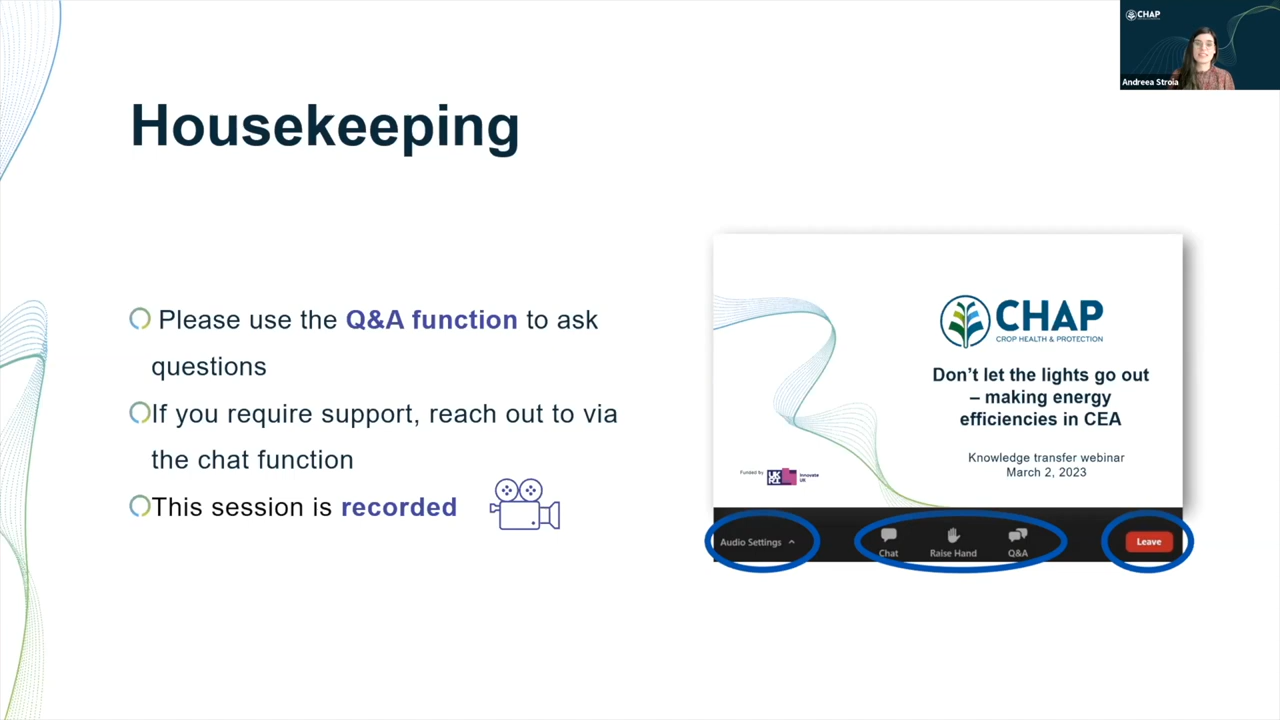 CHAP
Andreea Stroia
Housekeeping
Please use the Q&A function to ask
questions
If you require support, reach out to via
the chat function
This session is recorded
CHAP
CROP HEALTH & PROTECTION
Don’t let the lights go out
– making energy
efficiencies in CEA
Knowledge transfer webinar
March 2, 2023
Funded by
UKRI
Innovate
UK
Audio Settings
Chat
Raise Hand
Q&A
Leave